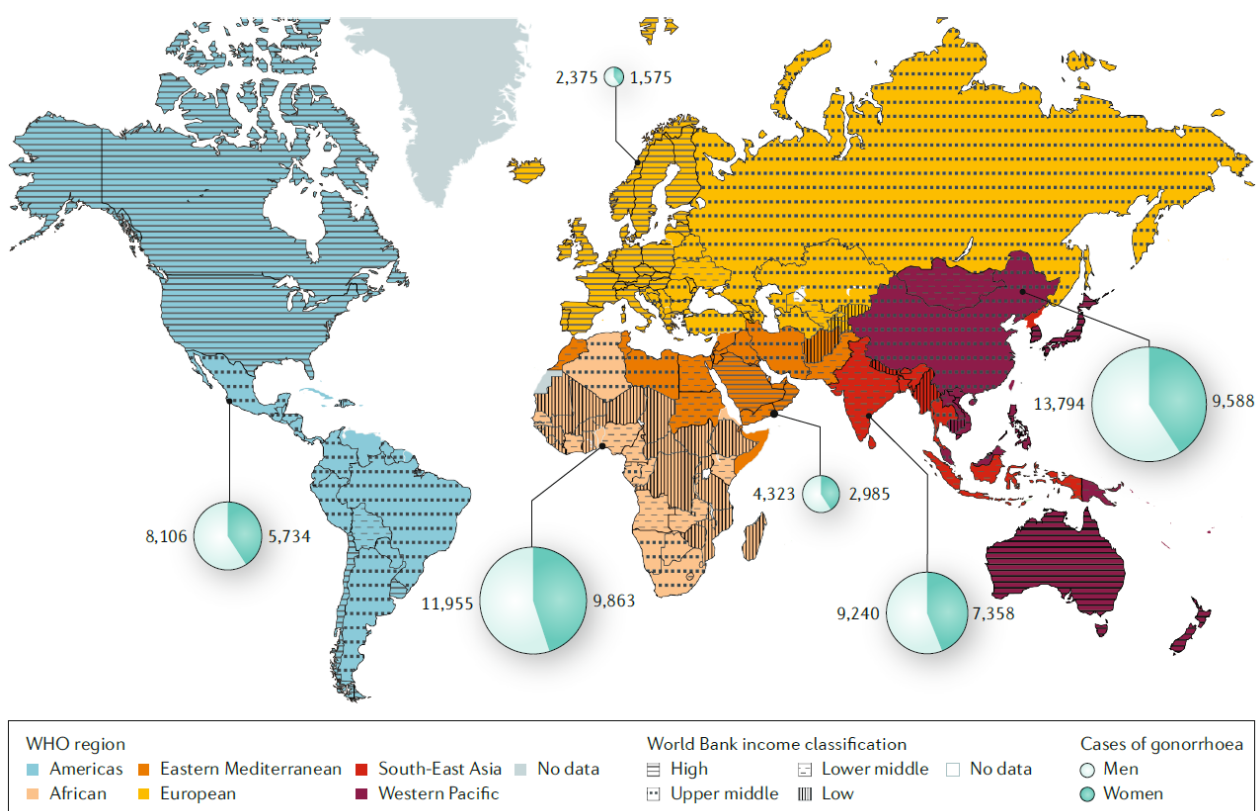 2,375 1,575
13,794 9,588
4,323 2,985
8,106 5,734
11,955 9,863
9,240 7,358
WHO region
Americas Eastern Mediterranean South-East Asia No data
African European Western Pacific
World Bank income classification
High Lower middle No data
Upper middle Low
Cases of gonorrhoea
Men
Women